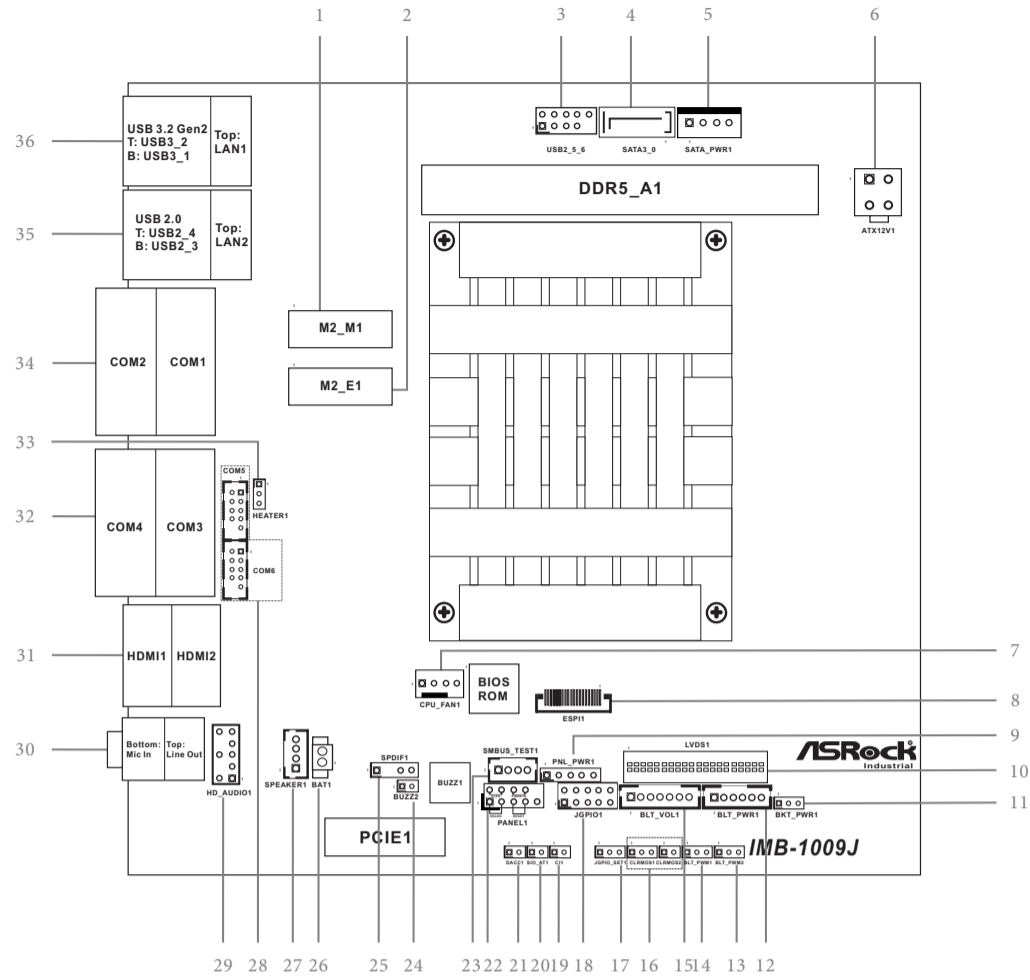 1 2 3 4 5 6
USB 3.2 Gen2
T: USB3_2
B: USB3_1
Top:
LAN1
36
USB2_5_6
SATA3_0
SATA_PWR1
DDR5_A1
ATX12V1
USB 2.0
T: USB2_4
B: USB2_3
Top:
LAN2
35
M2_M1
COM2
COM1
34
M2_E1
33
COM5
HEATER1
COM4
COM3
32
COM6
HDMI1
HDMI2
31
7
CPU_FAN1
BIOS
ROM
ESPI1
8
9
Bottom:
Mic In
Top:
Line Out
30
HD_AUDIO1
SPEAKER1
BAT1
SPDIF1
BUZZ2
BUZZ1
SMBUS_TEST1
PNL_PWR1
LVDS1
ASRock
Industrial
10
11
PANEL1
JGPIO1
BLT_VOL1
BLT_PWR1
BKT_PWR1
PCIE1
IMB-1009J
DACC1
SIO_AT1
CI1
JGPIO_SET1
CLRMOS1
CLRMOS2
BLT_PWM1
BLT_PWM2
29 28 27 26 25 24 23 22 21 20 19 18 17 16 15 14 13 12